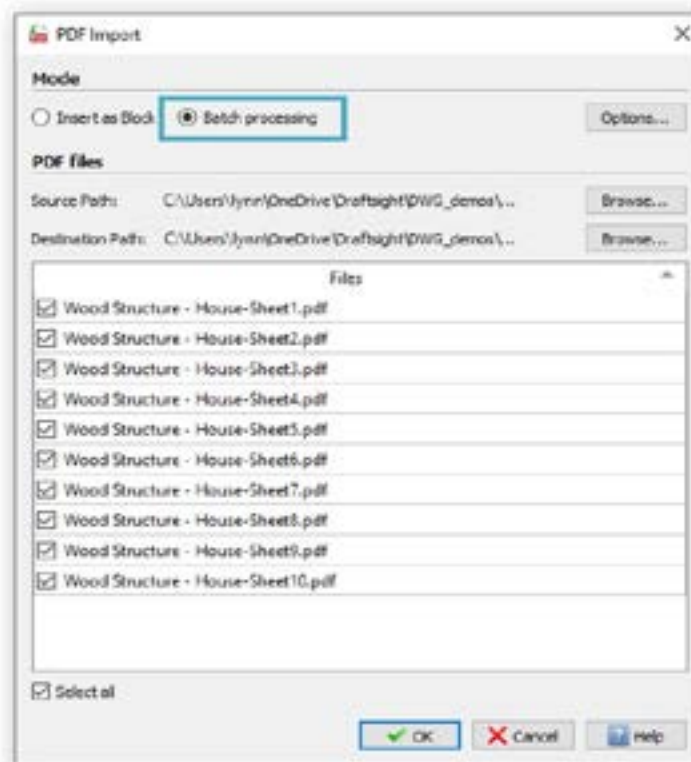 PDF Import
Mode
Insert as Block Batch processing Options...
PDF files
Source Path: C:\Users\lynn\OneDrive\Draftsight\DWG_demos\... Browse...
Destination Path: C:\Users\lynn\OneDrive\Draftsight\DWG_demos\... Browse...
Files
Wood Structure - House-Sheet1.pdf
Wood Structure - House-Sheet2.pdf
Wood Structure - House-Sheet3.pdf
Wood Structure - House-Sheet4.pdf
Wood Structure - House-Sheet5.pdf
Wood Structure - House-Sheet6.pdf
Wood Structure - House-Sheet7.pdf
Wood Structure - House-Sheet8.pdf
Wood Structure - House-Sheet9.pdf
Wood Structure - House-Sheet10.pdf
Select all
OK Cancel Help